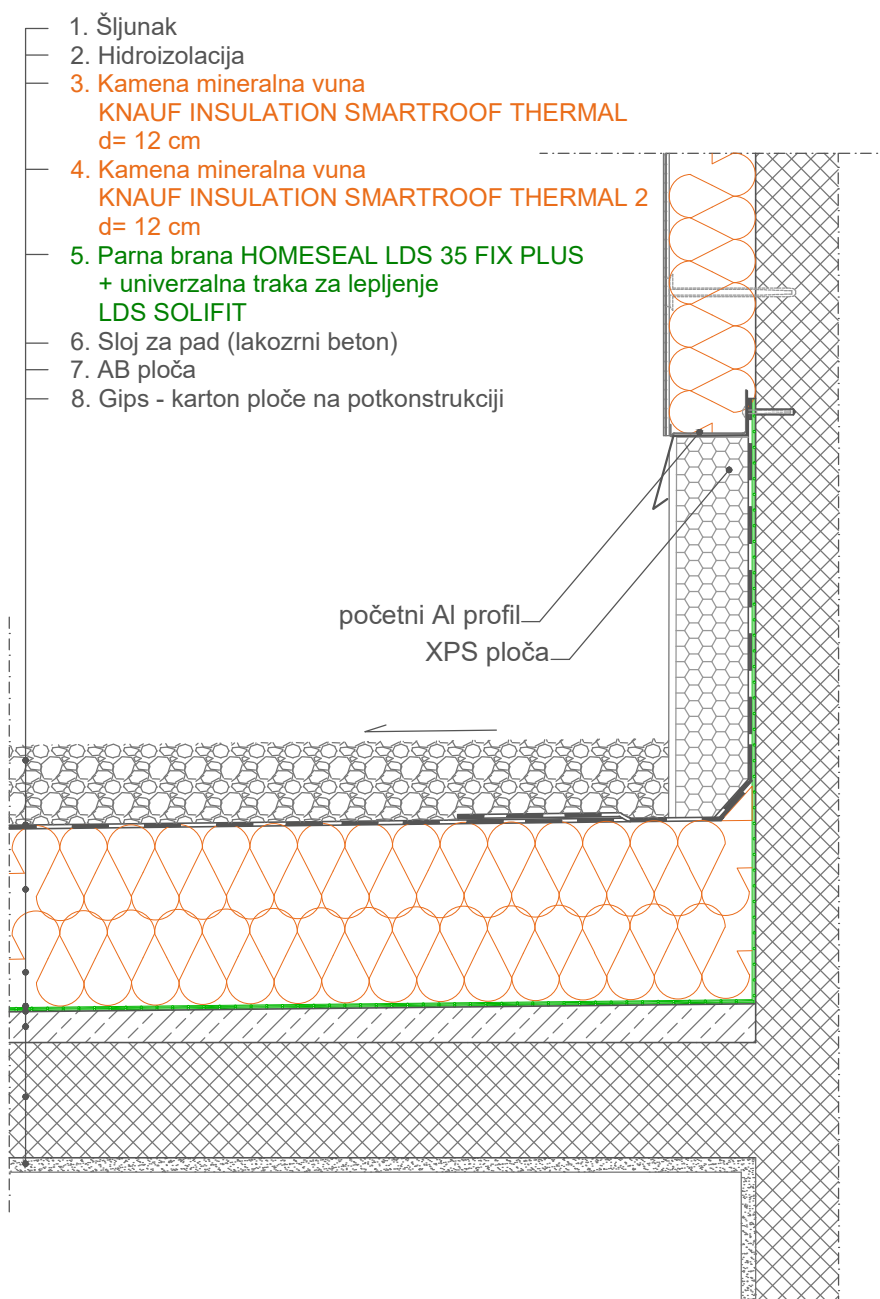 1. Šljunak
2. Hidroizolacija
3. Kamena mineralna vuna
KNAUF INSULATION SMARTROOF THERMAL
d= 12 cm
4. Kamena mineralna vuna
KNAUF INSULATION SMARTROOF THERMAL 2
d= 12 cm
5. Parna brana HOMESEAL LDS 35 FIX PLUS
+ univerzalna traka za lepljenje
LDS SOLIFIT
6. Sloj za pad (lakozrni beton)
7. AB ploča
8. Gips - karton ploče na potkonstrukciji
početni Al profil
XPS ploča